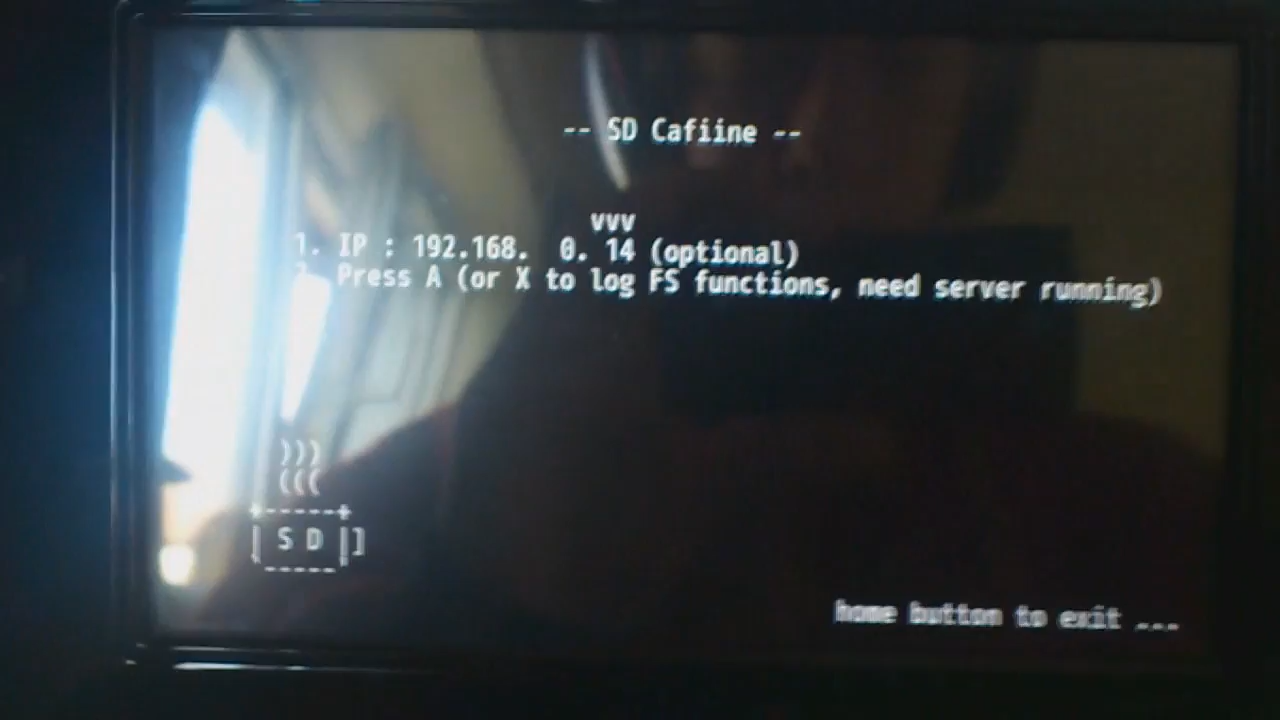 -- SD Cafiine --
vvv
1. IP : 192.168.  0. 14 (optional)
2. Press A (or X to log FS functions, need server running)
)))
(((
+-----+
| S D |]
-----
home button to exit ---